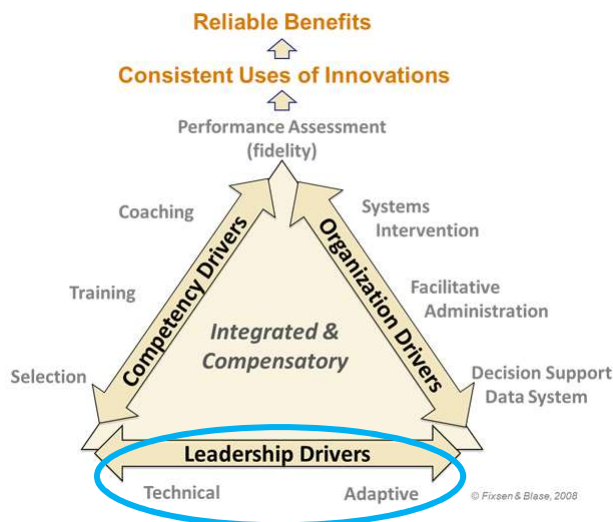 Reliable Benefits
Consistent Uses of Innovations
Performance Assessment
(fidelity)
Coaching
Systems
Intervention
Competency Drivers
Organization Drivers
Training
Facilitative
Administration
Integrated &
Compensatory
Selection
Decision Support
Data System
Leadership Drivers
Technical
Adaptive
© Fixsen & Blase, 2008